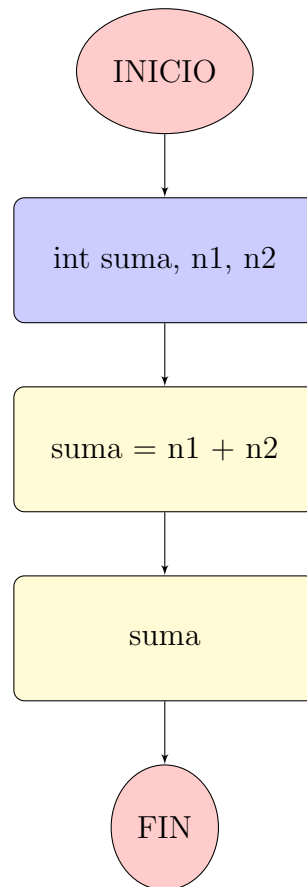 INICIO
int suma, n1, n2
suma = n1 + n2
suma
FIN